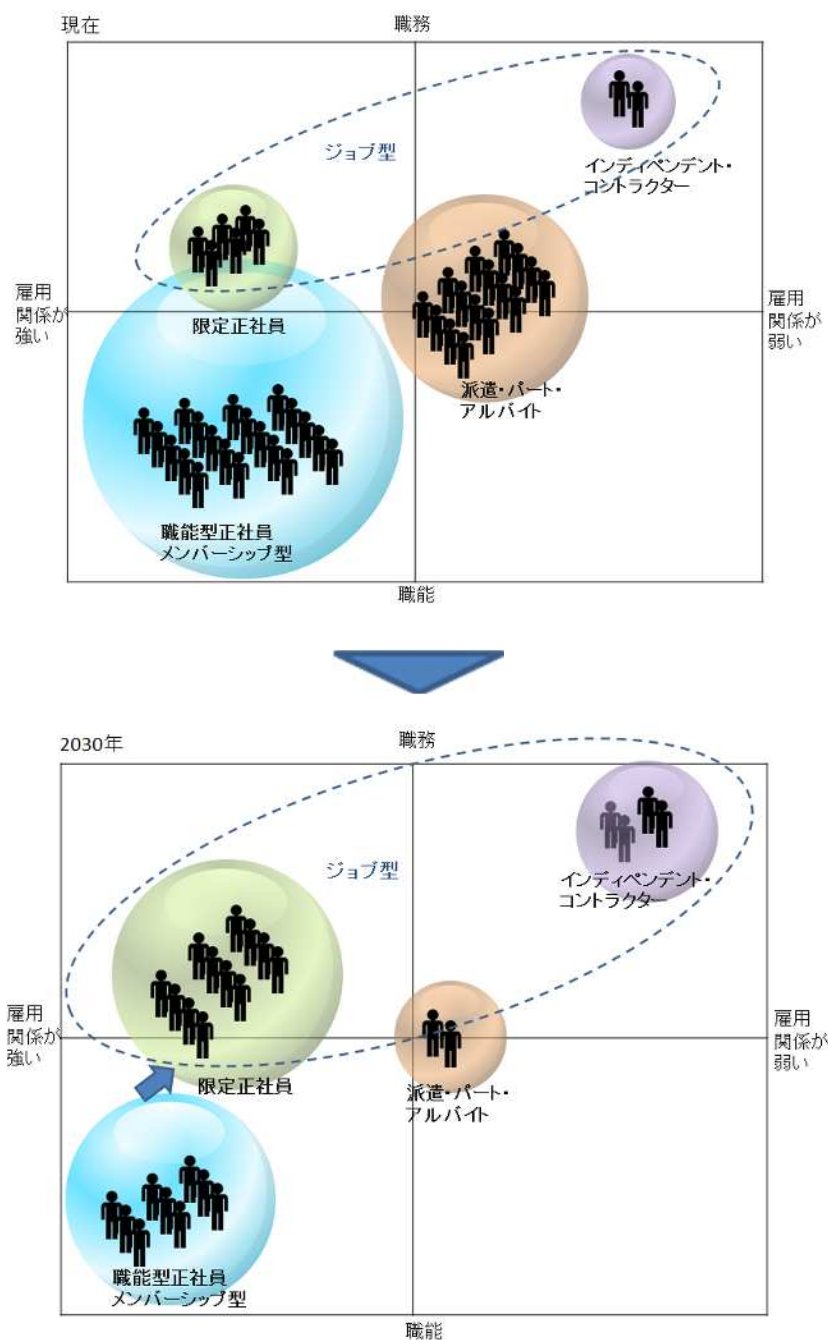 現在
職務
ジョブ型
インディペンデント・
コントラクター
雇用
関係が
強い
限定正社員
雇用
関係が
弱い
派遣・パート・
アルバイト
職能型正社員
メンバーシップ型
職能
2030年
職務
ジョブ型
インディペンデント・
コントラクター
雇用
関係が
強い
限定正社員
派遣・パート・
アルバイト
雇用
関係が
弱い
職能型正社員
メンバーシップ型
職能